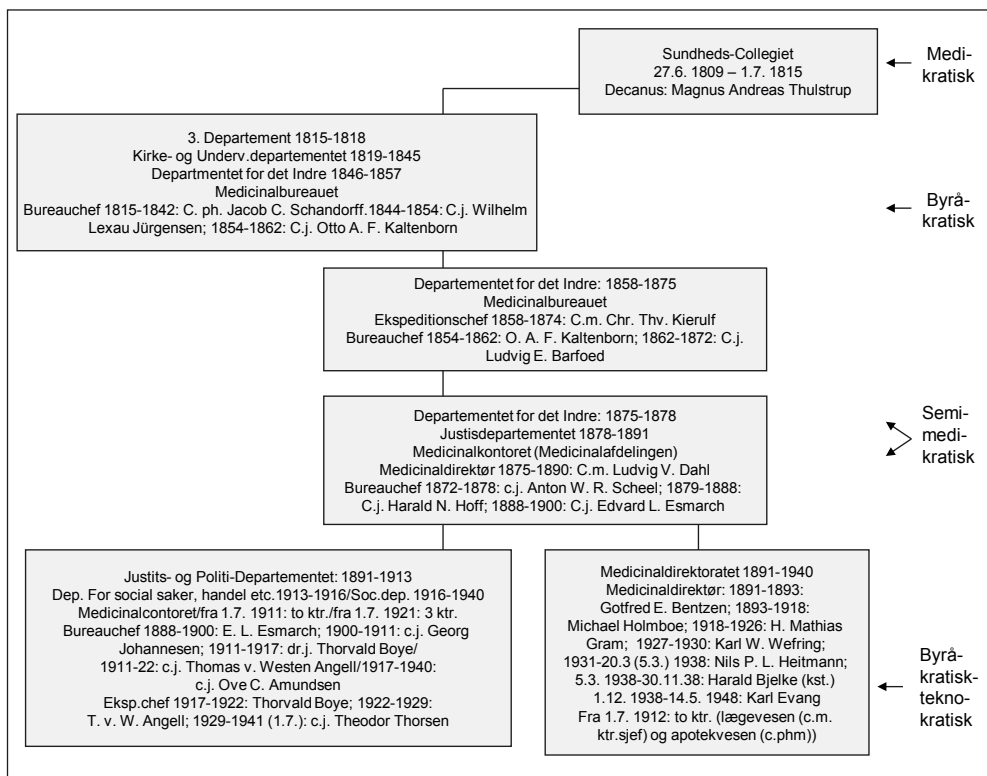 Sundheds-Collegiet
27.6. 1809 – 1.7. 1815
Decanus: Magnus Andreas Thulstrup
Medi-
kratisk
3. Departement 1815-1818
Kirke- og Underv.departementet 1819-1845
Departmentet for det Indre 1846-1857
Medicinalbureauet
Bureauchef 1815-1842: C. ph. Jacob C. Schandorff.1844-1854: C.j. Wilhelm
Lexau Jürgensen; 1854-1862: C.j. Otto A. F. Kaltenborn
Byrå-
kratisk
Departementet for det Indre: 1858-1875
Medicinalbureauet
Ekspeditionschef 1858-1874: C.m. Chr. Thv. Kierulf
Bureauchef 1854-1862: O. A. F. Kaltenborn; 1862-1872: C.j.
Ludvig E. Barfoed
Departementet for det Indre: 1875-1878
Justisdepartementet 1878-1891
Medicinalkontoret (Medicinalafdelingen)
Medicinaldirektør 1875-1890: C.m. Ludvig V. Dahl
Bureauchef 1872-1878: c.j. Anton W. R. Scheel; 1879-1888:
C.j. Harald N. Hoff; 1888-1900: C.j. Edvard L. Esmarch
Semi-
medi-
kratisk
Justits- og Politi-Departementet: 1891-1913
Dep. For social saker, handel etc.1913-1916/Soc.dep. 1916-1940
Medicinalcontoret/fra 1.7. 1911: to ktr./fra 1.7. 1921: 3 ktr.
Bureauchef 1888-1900: E. L. Esmarch; 1900-1911: c.j. Georg
Johannesen; 1911-1917: dr.j. Thorvald Boye/
1911-22: c.j. Thomas v. Westen Angell/1917-1940:
c.j. Ove C. Amundsen
Eksp.chef 1917-1922: Thorvald Boye; 1922-1929:
T. v. W. Angell; 1929-1941 (1.7.): c.j. Theodor Thorsen
Medicinaldirektoratet 1891-1940
Medicinaldirektør: 1891-1893:
Gotfred E. Bentzen; 1893-1918:
Michael Holmboe; 1918-1926: H. Mathias
Gram; 1927-1930: Karl W. Wefring;
1931-20.3 (5.3.) 1938: Nils P. L. Heitmann;
5.3. 1938-30.11.38: Harald Bjelke (kst.)
1.12. 1938-14.5. 1948: Karl Evang
Fra 1.7. 1912: to ktr. (lægevesen (c.m.
ktr.sjef) og apotekvesen (c.phm))
Byrå-
kratisk-
tekno-
kratisk